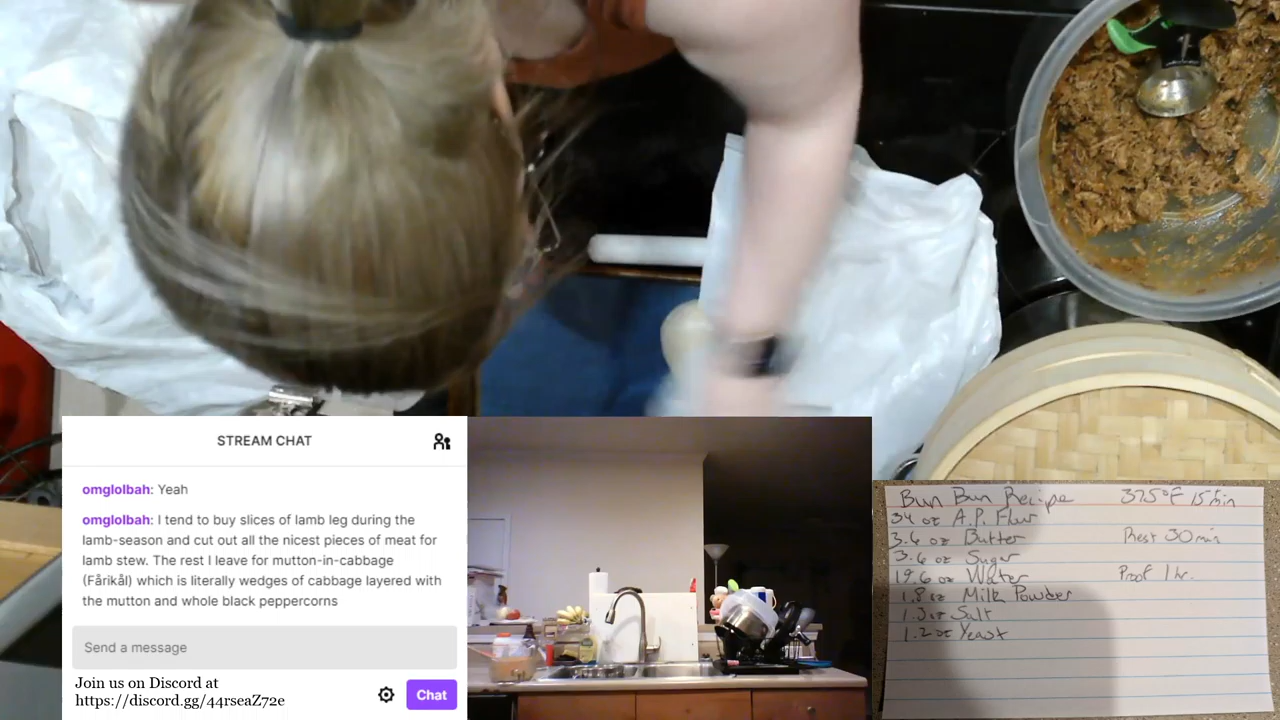 STREAM CHAT
omglolbah: Yeah
omglolbah: I tend to buy slices of lamb leg during the
lamb-season and cut out all the nicest pieces of meat for
lamb stew. The rest I leave for mutton-in-cabbage
(Fårikål) which is literally wedges of cabbage layered with
the mutton and whole black peppercorns
Send a message
Join us on Discord at
https://discord.gg/44rseaZ72e
Chat
Bun Bun Recipe 375°F 15 min
34 oz A.P. Flur
3.6 oz Butter Rest 30 min
3.6 oz Suger
19.6 oz Water Proof 1 hr.
1.8 oz Milk Powder
1.3 oz Salt
1.2 oz Yeast